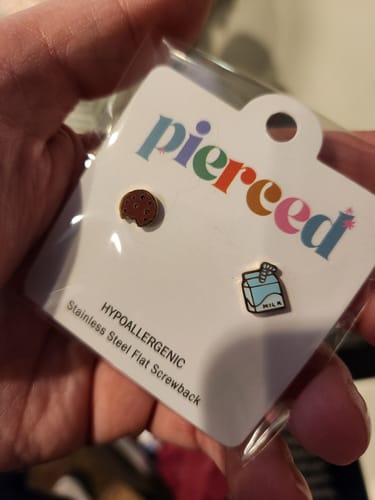 pierced
MILK
HYPOALLERGENIC
Stainless Steel Flat Screwback